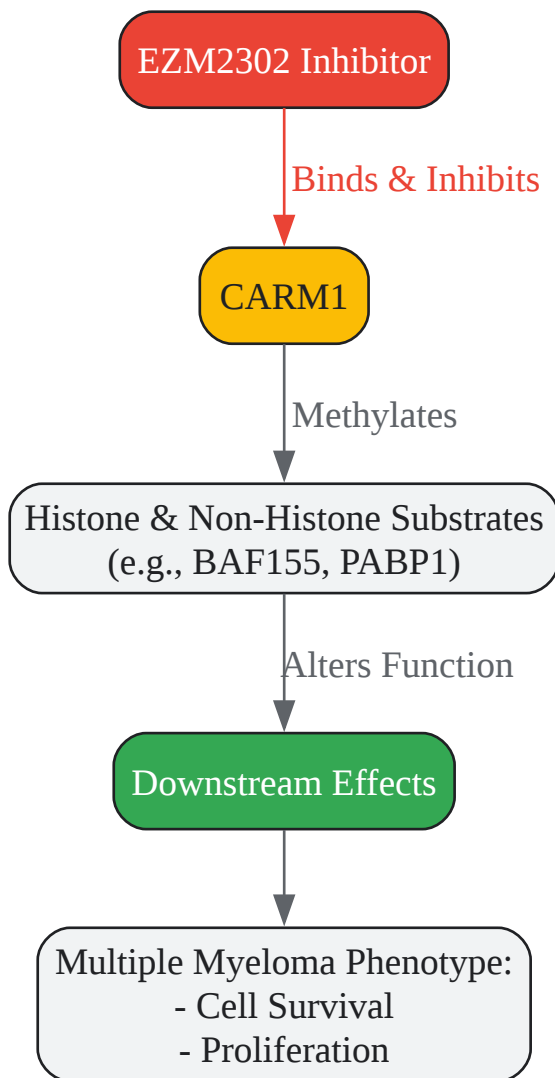 EZM2302 Inhibitor
Binds & Inhibits
CARM1
Methylates
Histone & Non-Histone Substrates
(e.g., BAF155, PABP1)
Alters Function
Downstream Effects
Multiple Myeloma Phenotype:
- Cell Survival
- Proliferation